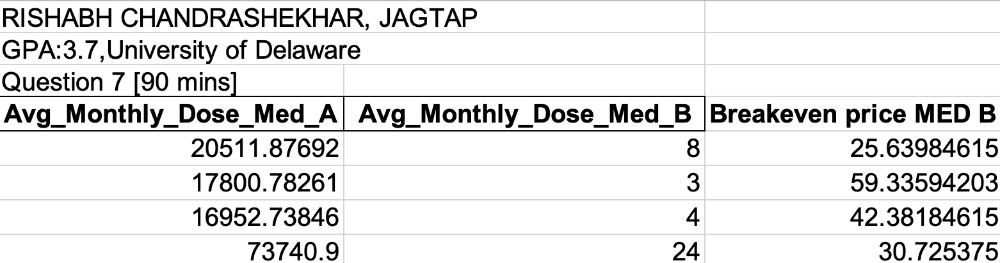 RISHABH CHANDRASHEKHAR, JAGTAP
GPA:3.7,University of Delaware
Question 7 [90 mins]
Avg_Monthly_Dose_Med_A Avg_Monthly_Dose_Med_B Breakeven price MED B
20511.87692 8 25.63984615
17800.78261 3 59.33594203
16952.73846 4 42.38184615
73740.9 24 30.725375